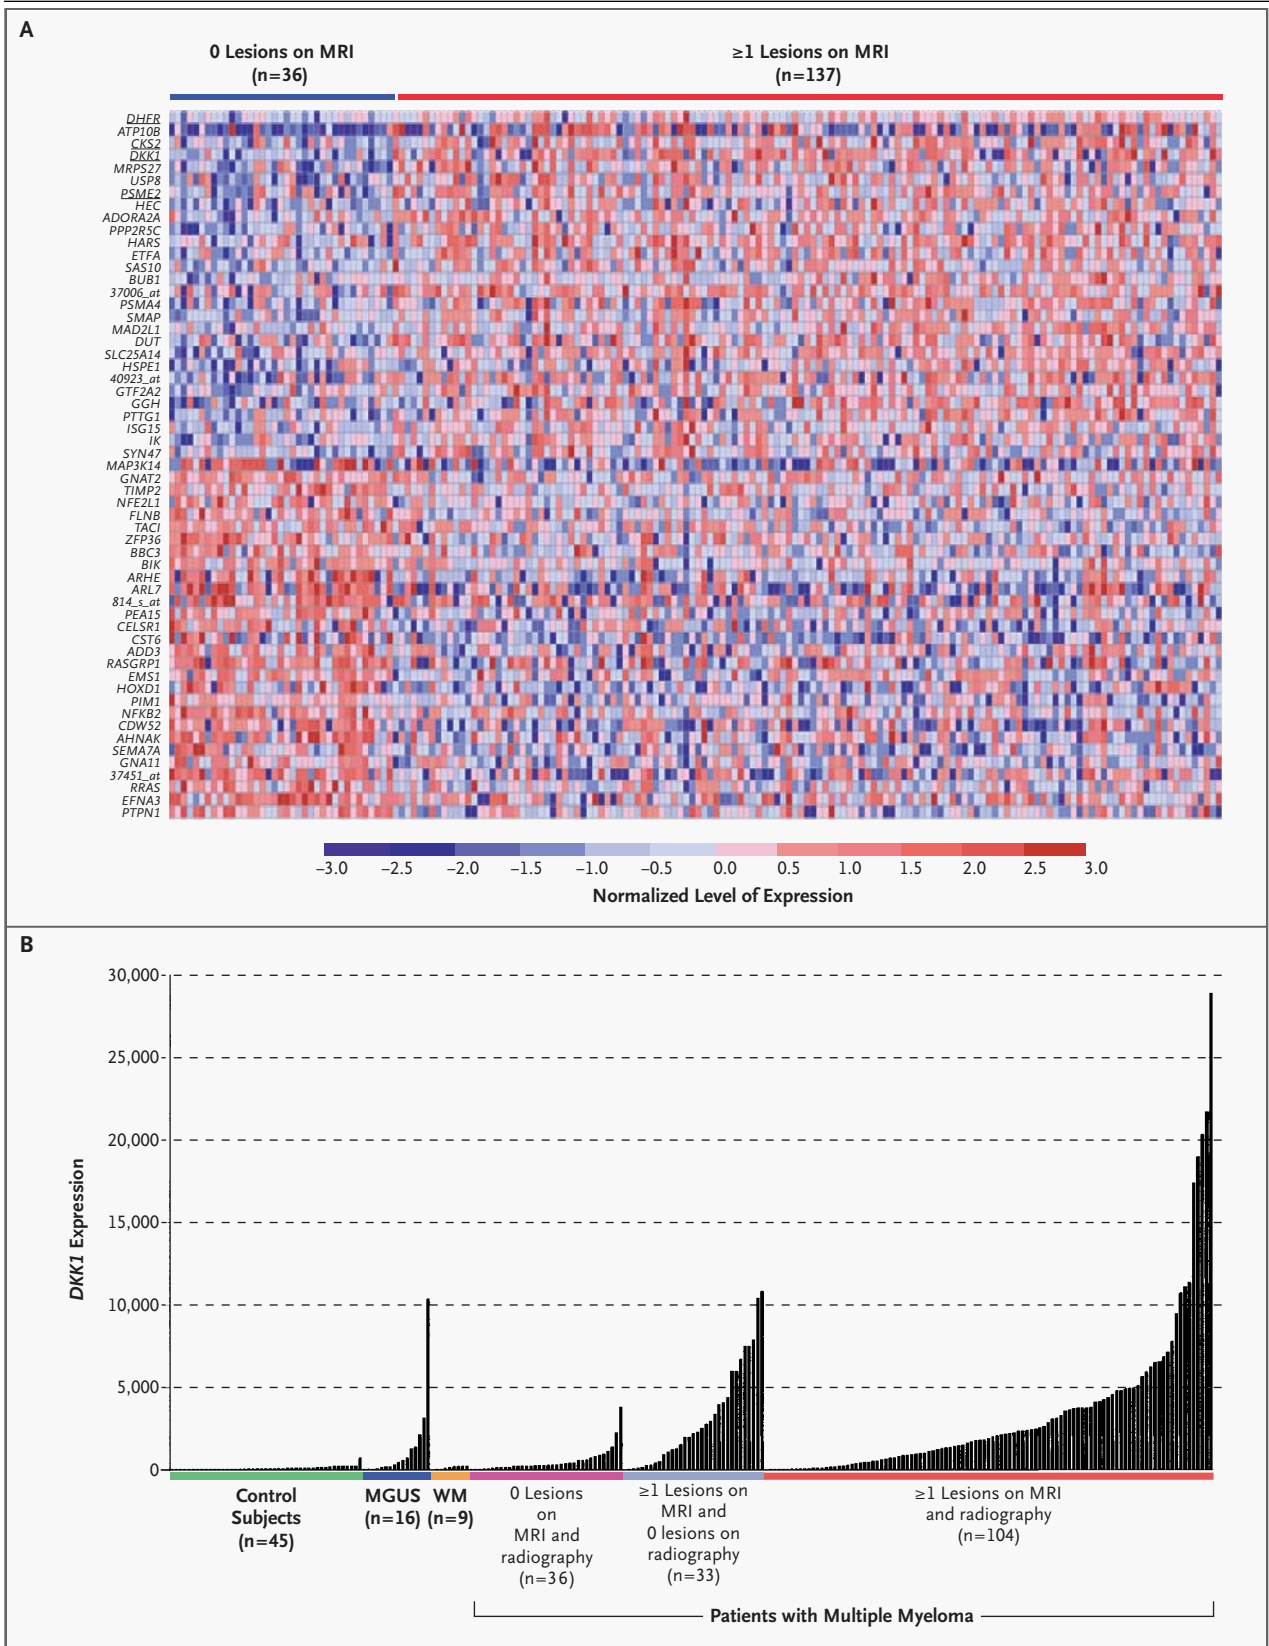 A
0 Lesions on MRI
(n=36)
≥1 Lesions on MRI
(n=137)
DHFR
ATP10B
CKS2
DKK1
MRPS27
USP8
PSME2
HEC
ADORA2A
PPP2R5C
HARS
ETFA
SAS10
BUB1
37006_at
PSMA4
SMAP
MAD2L1
DUT
SLC25A14
HSPE1
40923_at
GTF2A2
GGH
PTTG1
ISG15
IK
SYN47
MAP3K14
GNAT2
TIMP2
NFE2L1
FLNB
TACI
ZFP36
BBC3
BIK
ARHE
ARL7
814_s_at
PEA15
CELSR1
CST6
ADD3
RASGRP1
EMS1
HOXD1
PIM1
NFKB2
CDW52
AHNAK
SEMA7A
GNA11
37451_at
RRAS
EFNA3
PTPN1
–3.0 –2.5 –2.0 –1.5 –1.0 –0.5 0.0 0.5 1.0 1.5 2.0 2.5 3.0
Normalized Level of Expression
B
30,000
25,000
20,000
15,000
10,000
5,000
0
DKK1 Expression
Control
Subjects
(n=45)
MGUS
(n=16)
WM
(n=9)
0 Lesions
on
MRI and
radiography
(n=36)
≥1 Lesions on
MRI and
0 lesions on
radiography
(n=33)
≥1 Lesions on MRI
and radiography
(n=104)
Patients with Multiple Myeloma